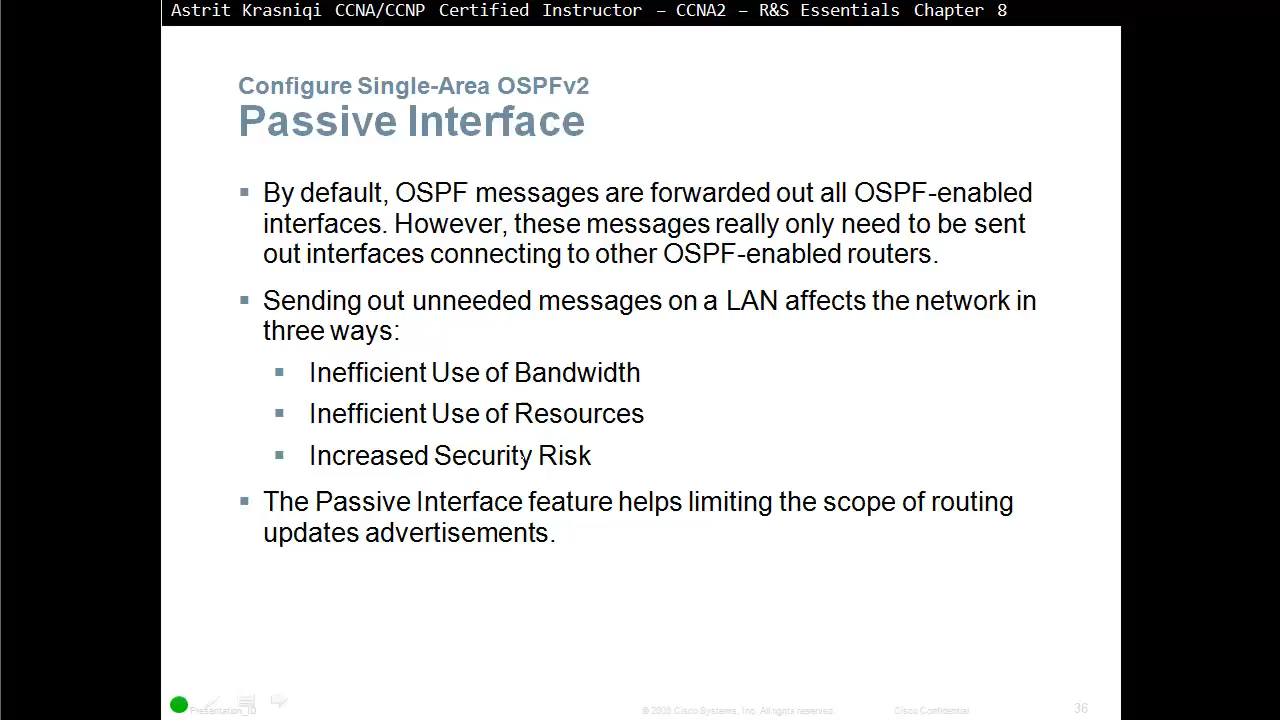 Astrit Krasniqi CCNA/CCNP Certified Instructor – CCNA2 – R&S Essentials Chapter 8
Configure Single-Area OSPFv2
Passive Interface
▪ By default, OSPF messages are forwarded out all OSPF-enabled
interfaces. However, these messages really only need to be sent
out interfaces connecting to other OSPF-enabled routers.
▪ Sending out unneeded messages on a LAN affects the network in
three ways:
▪ Inefficient Use of Bandwidth
▪ Inefficient Use of Resources
▪ Increased Security Risk
▪ The Passive Interface feature helps limiting the scope of routing
updates advertisements.
Presentation_ID
© 2008 Cisco Systems, Inc. All rights reserved.
Cisco Confidential
36